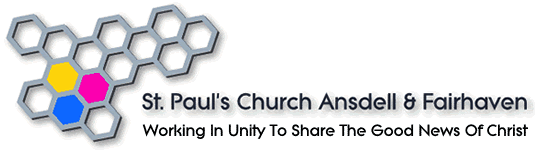 St. Paul's Church Ansdell & Fairhaven
Working In Unity To Share The Good News Of Christ